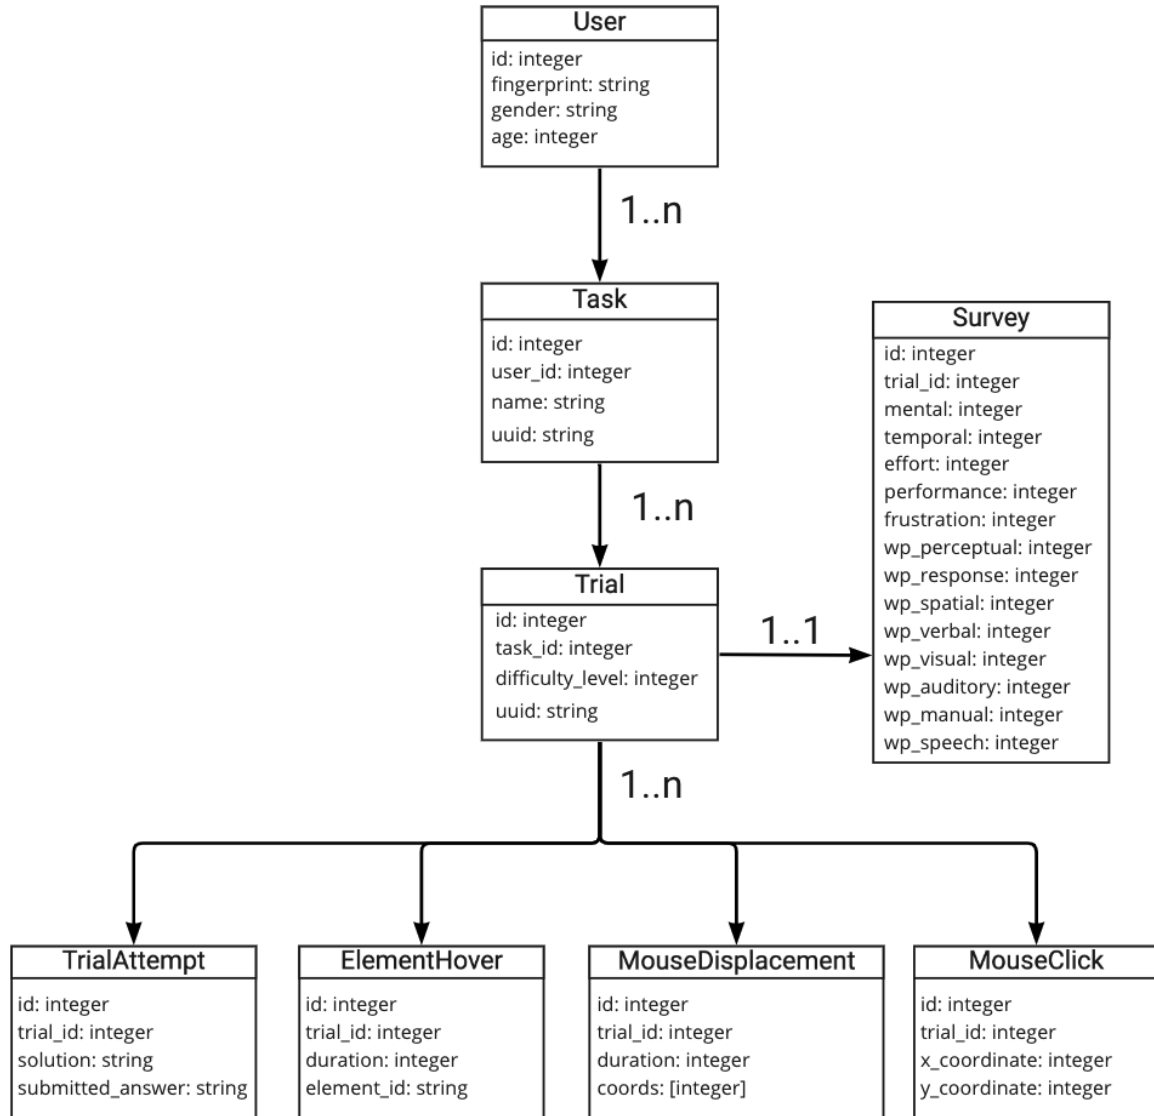 User
id: integer
fingerprint: string
gender: string
age: integer
1..n
Task
id: integer
user_id: integer
name: string
uuid: string
1..n
Trial
id: integer
task_id: integer
difficulty_level: integer
uuid: string
1..1
Survey
id: integer
trial_id: integer
mental: integer
temporal: integer
effort: integer
performance: integer
frustration: integer
wp_perceptual: integer
wp_response: integer
wp_spatial: integer
wp_verbal: integer
wp_visual: integer
wp_auditory: integer
wp_manual: integer
wp_speech: integer
1..n
TrialAttempt
id: integer
trial_id: integer
solution: string
submitted_answer: string
ElementHover
id: integer
trial_id: integer
duration: integer
element_id: string
MouseDisplacement
id: integer
trial_id: integer
duration: integer
coords: [integer]
MouseClick
id: integer
trial_id: integer
x_coordinate: integer
y_coordinate: integer